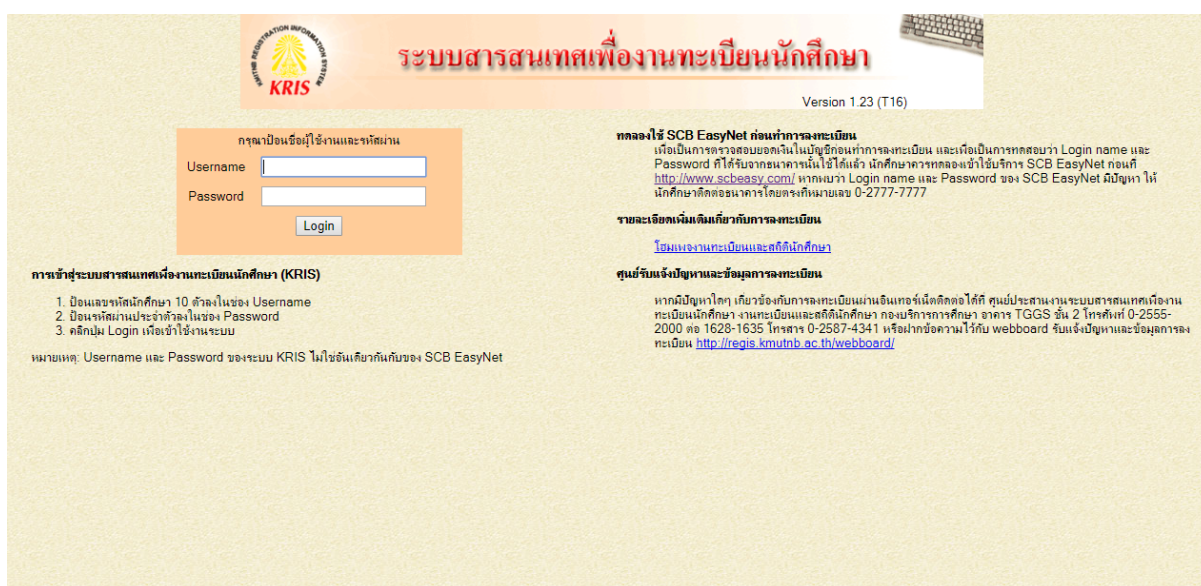 KMUTNB REGISTRATION INFORMATION SYSTEM
KRIS
ระบบสารสนเทศเพื่องานทะเบียนนักศึกษา
Version 1.23 (T16)
กรุณาป้อนชื่อผู้ใช้งานและรหัสผ่าน
Username
Password
Login
การเข้าสู่ระบบสารสนเทศเพื่องานทะเบียนนักศึกษา (KRIS)
1. ป้อนเลขรหัสนักศึกษา 10 ตัวลงในช่อง Username
2. ป้อนรหัสผ่านประจำตัวลงในช่อง Password
3. คลิกปุ่ม Login เพื่อเข้าใช้งานระบบ
หมายเหตุ: Username และ Password ของระบบ KRIS ไม่ใช่อันเดียวกันกับของ SCB EasyNet
ทดลองใช้ SCB EasyNet ก่อนทำการลงทะเบียน
เพื่อเป็นการตรวจสอบยอดเงินในบัญชีก่อนทำการลงทะเบียน และเพื่อเป็นการทดสอบว่า Login name และ
Password ที่ได้รับจากธนาคารนั้นใช้ได้แล้ว นักศึกษาควรทดลองเข้าใช้บริการ SCB EasyNet ก่อนที่
http://www.scbeasy.com/ หากพบว่า Login name และ Password ของ SCB EasyNet มีปัญหา ให้
นักศึกษาติดต่อธนาคารโดยตรงที่หมายเลข 0-2777-7777
รายละเอียดเพิ่มเติมเกี่ยวกับการลงทะเบียน
โฮมเพจงานทะเบียนและสถิตินักศึกษา
ศูนย์รับแจ้งปัญหาและข้อมูลการลงทะเบียน
หากมีปัญหาใดๆ เกี่ยวข้องกับการลงทะเบียนผ่านอินเทอร์เน็ตติดต่อได้ที่ ศูนย์ประสานงานระบบสารสนเทศเพื่องาน
ทะเบียนนักศึกษา งานทะเบียนและสถิตินักศึกษา กองบริการการศึกษา อาคาร TGGS ชั้น 2 โทรศัพท์ 0-2555-
2000 ต่อ 1628-1635 โทรสาร 0-2587-4341 หรือฝากข้อความไว้กับ webboard รับแจ้งปัญหาและข้อมูลการลง
ทะเบียน http://regis.kmutnb.ac.th/webboard/